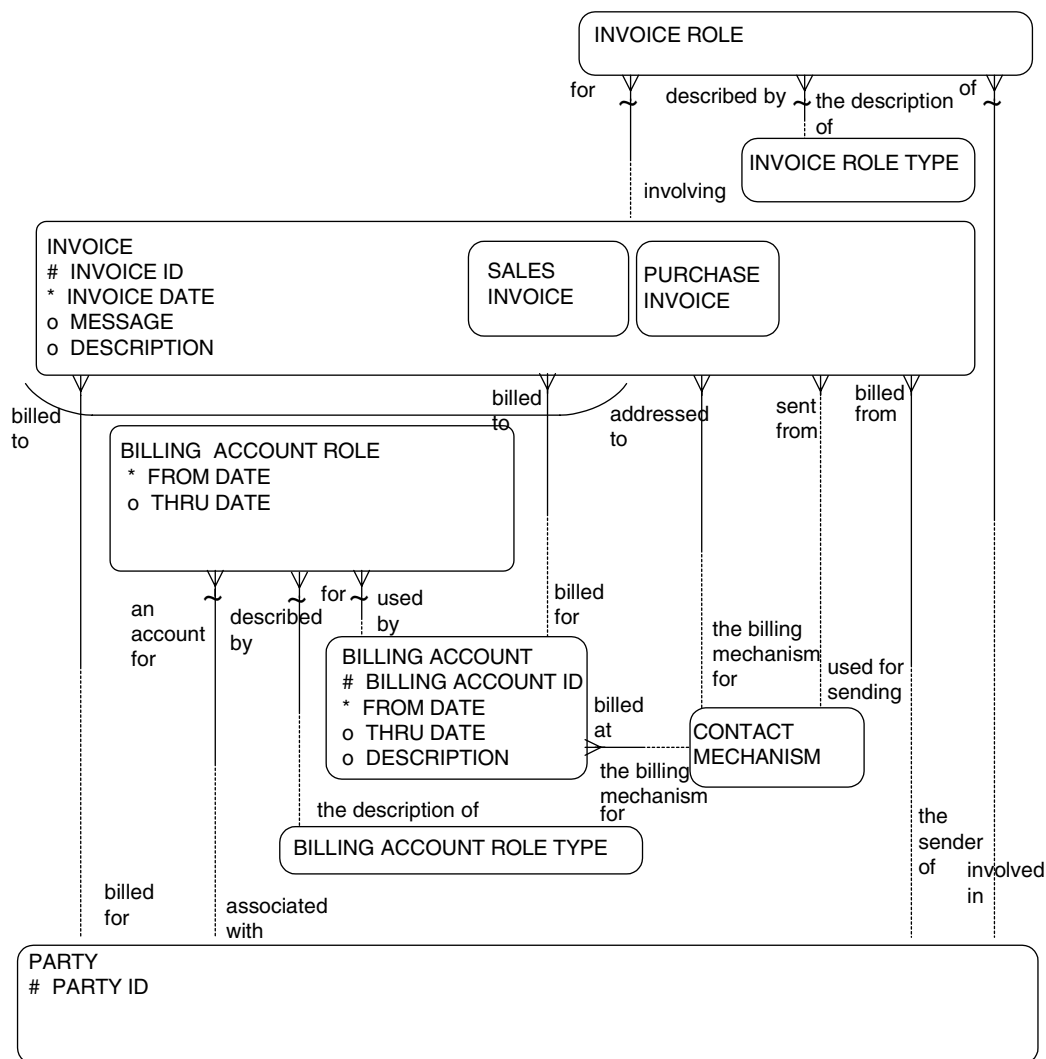 INVOICE ROLE
for
described by
the description
of
of
INVOICE ROLE TYPE
involving
INVOICE
# INVOICE ID
* INVOICE DATE
o MESSAGE
o DESCRIPTION
SALES
INVOICE
PURCHASE
INVOICE
billed
to
billed
to
addressed
to
sent
from
billed
from
BILLING ACCOUNT ROLE
* FROM DATE
o THRU DATE
an
account
for
described
by
for
used
by
billed
for
the billing
mechanism
for
used for
sending
BILLING ACCOUNT
# BILLING ACCOUNT ID
* FROM DATE
o THRU DATE
o DESCRIPTION
billed
at
the billing
mechanism
for
CONTACT
MECHANISM
the description of
BILLING ACCOUNT ROLE TYPE
the
sender
of
involved
in
billed
for
associated
with
PARTY
# PARTY ID